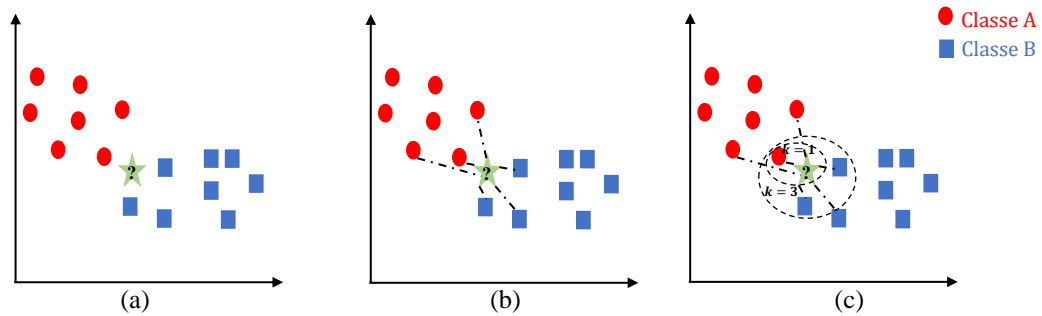 Classe A
Classe B
?
?
k = 1
?
k = 3
(a)
(b)
(c)